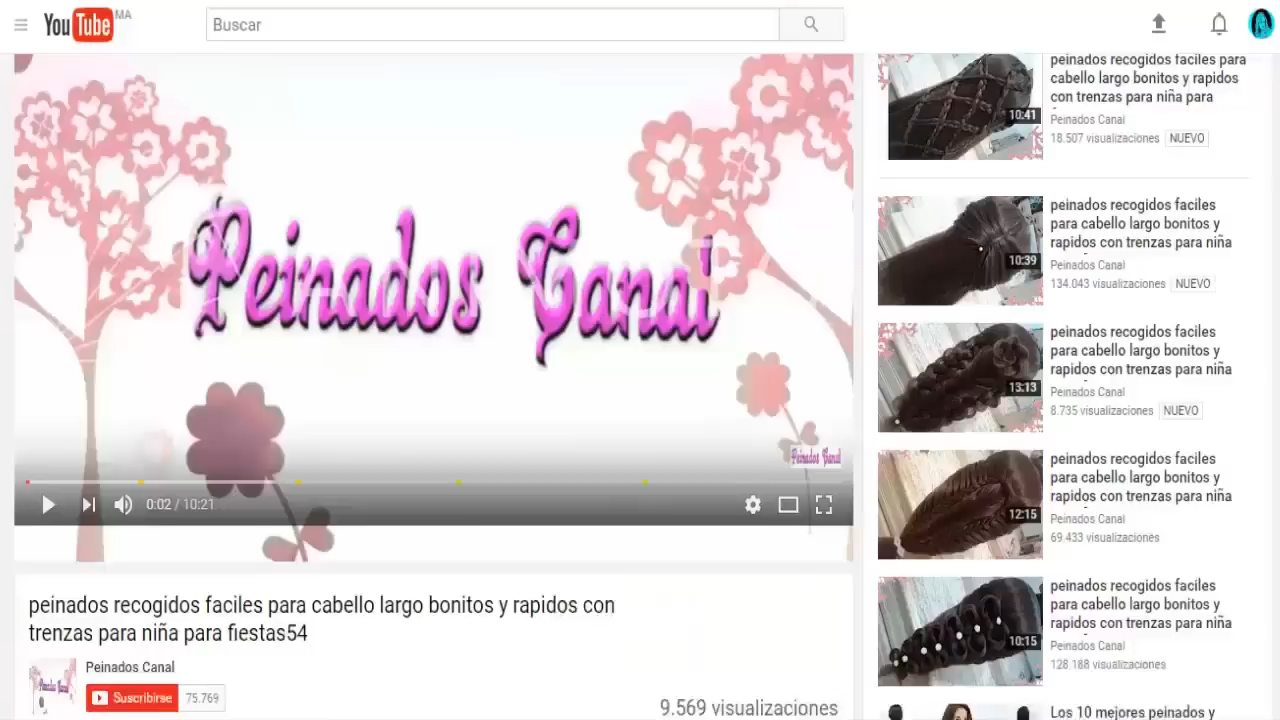 YouTube MA
Buscar
Peinados Canal
Peinados Canal
0:02 / 10:21
peinados recogidos faciles para cabello largo bonitos y rapidos con
trenzas para niña para fiestas54
Peinados Canal
Suscribirse 75.769
9.569 visualizaciones
10:41
peinados recogidos faciles para
cabello largo bonitos y rapidos
con trenzas para niña para
Peinados Canal
18.507 visualizaciones NUEVO
10:39
peinados recogidos faciles
para cabello largo bonitos y
rapidos con trenzas para niña
Peinados Canal
134.043 visualizaciones NUEVO
13:13
peinados recogidos faciles
para cabello largo bonitos y
rapidos con trenzas para niña
Peinados Canal
8.735 visualizaciones NUEVO
12:15
peinados recogidos faciles
para cabello largo bonitos y
rapidos con trenzas para niña
Peinados Canal
69.433 visualizaciones
10:15
peinados recogidos faciles
para cabello largo bonitos y
rapidos con trenzas para niña
Peinados Canal
128.188 visualizaciones
Los 10 mejores peinados y